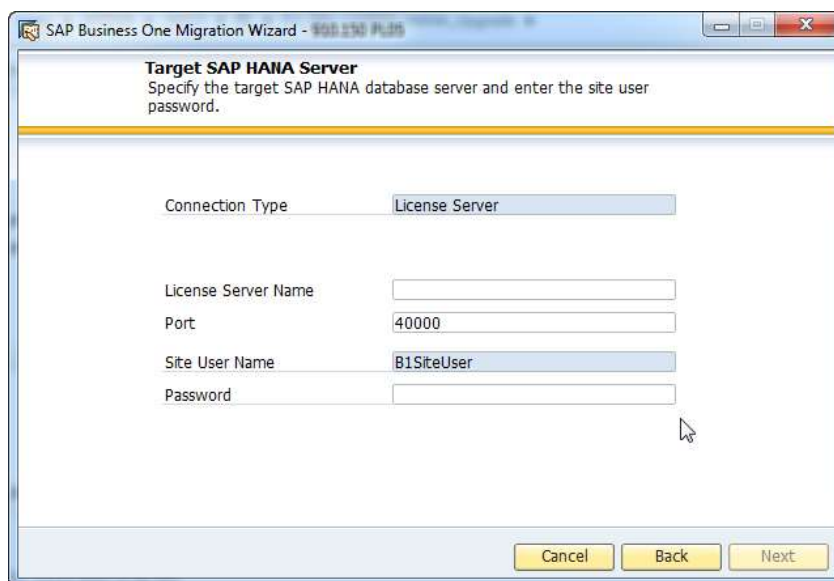 SAP Business One Migration Wizard -
Target SAP HANA Server
Specify the target SAP HANA database server and enter the site user
password.
Connection Type License Server
License Server Name
Port 40000
Site User Name B1SiteUser
Password
Cancel Back Next